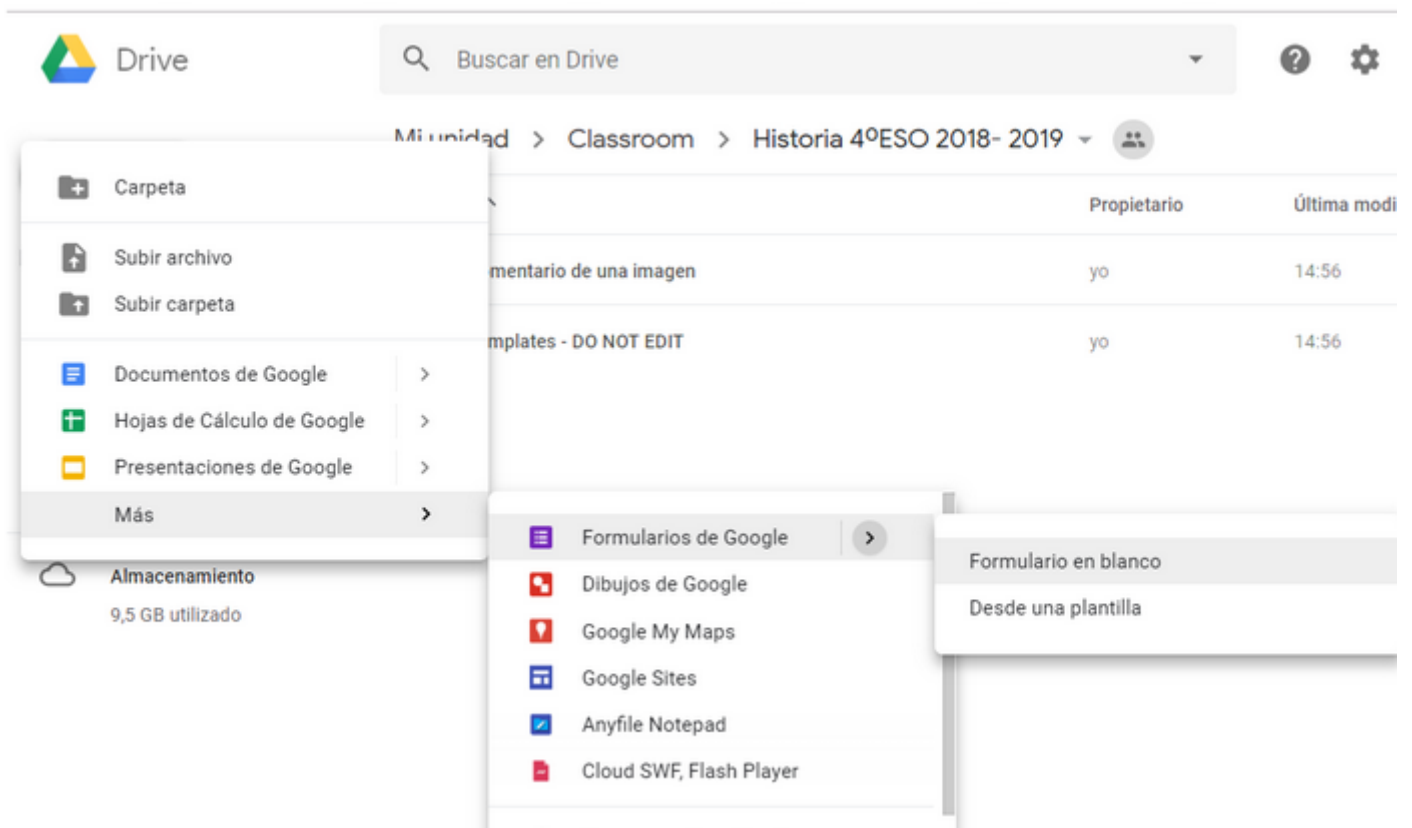 Drive
Buscar en Drive
Mi unidad > Classroom > Historia 4ºESO 2018- 2019
Propietario
Última modi
mentario de una imagen
yo
14:56
mplates - DO NOT EDIT
yo
14:56
Carpeta
Subir archivo
Subir carpeta
Documentos de Google
Hojas de Cálculo de Google
Presentaciones de Google
Más
Formularios de Google
Dibujos de Google
Google My Maps
Google Sites
Anyfile Notepad
Cloud SWF, Flash Player
Formulario en blanco
Desde una plantilla
Almacenamiento
9,5 GB utilizado